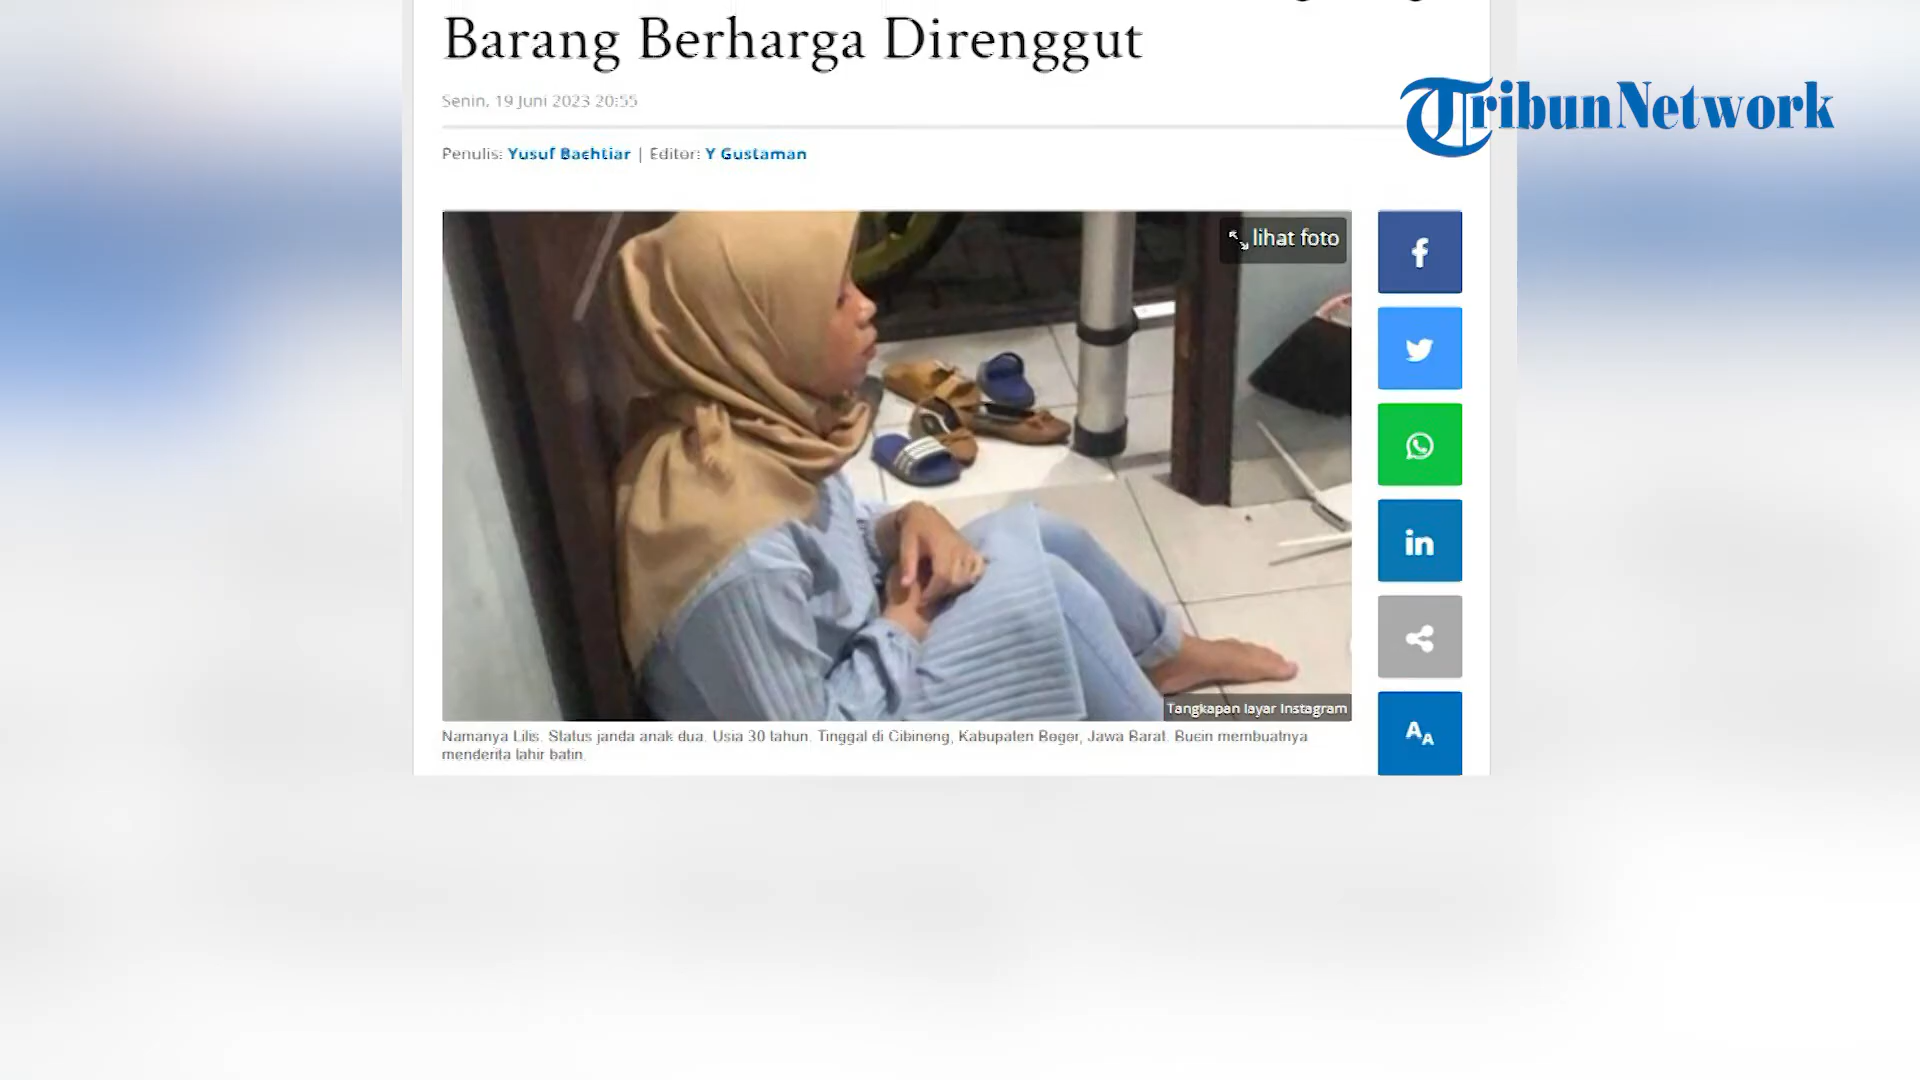 Barang Berharga Direnggut
TribunNetwork
Senin, 19 Juni 2023 20:55
Penulis: Yusuf Bachtiar | Editor: Y Gustaman
lihat foto
in
Tangkapan layar Instagram
AA
Namanya Lilis. Status janda anak dua. Usia 30 tahun. Tinggal di Cibinong, Kabupaten Bogor, Jawa Barat. Bucin membuatnya
menderita lahir batin.